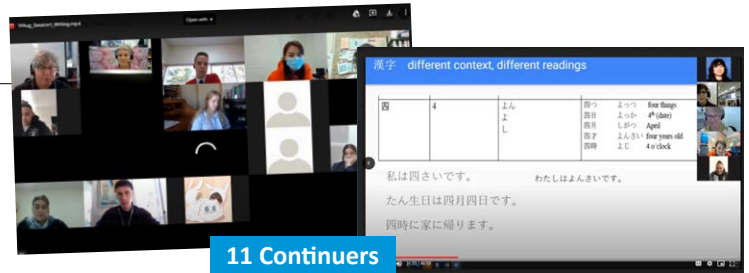 19Aug_Session1_Writing.mp4
Open with
漢字 different context, different readings
四 4 よん
よ
し
四つ よっつ four things
四日 よっか 4th (date)
四月 しがつ April
四才 よんさい four years old
四時 よじ 4 o'clock
私は四さいです。 わたしはよんさいです。
たん生日は四月四日です。
四時に家に帰ります。
11 Continuers